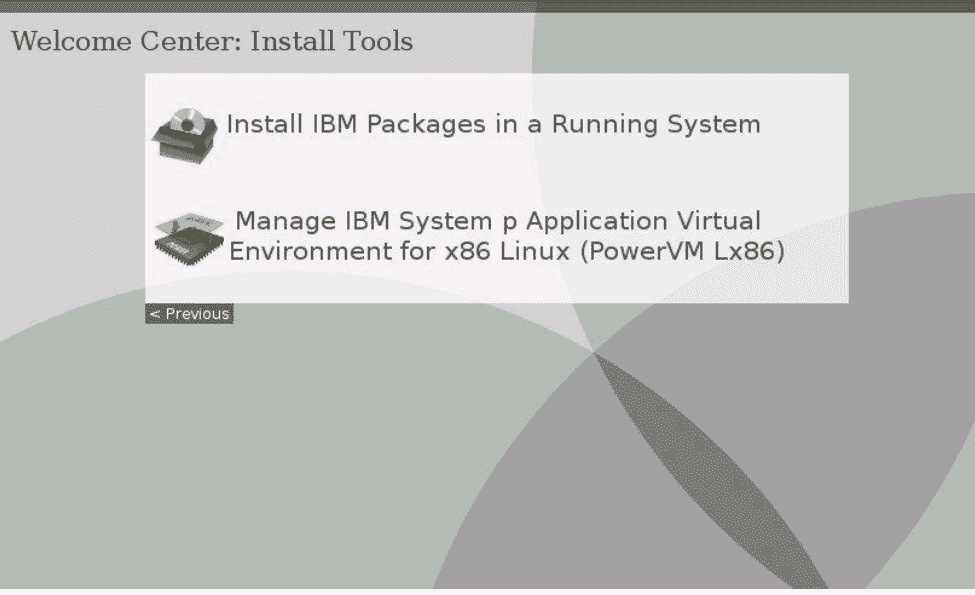 Welcome Center: Install Tools
Install IBM Packages in a Running System
Manage IBM System p Application Virtual
Environment for x86 Linux (PowerVM Lx86)
< Previous